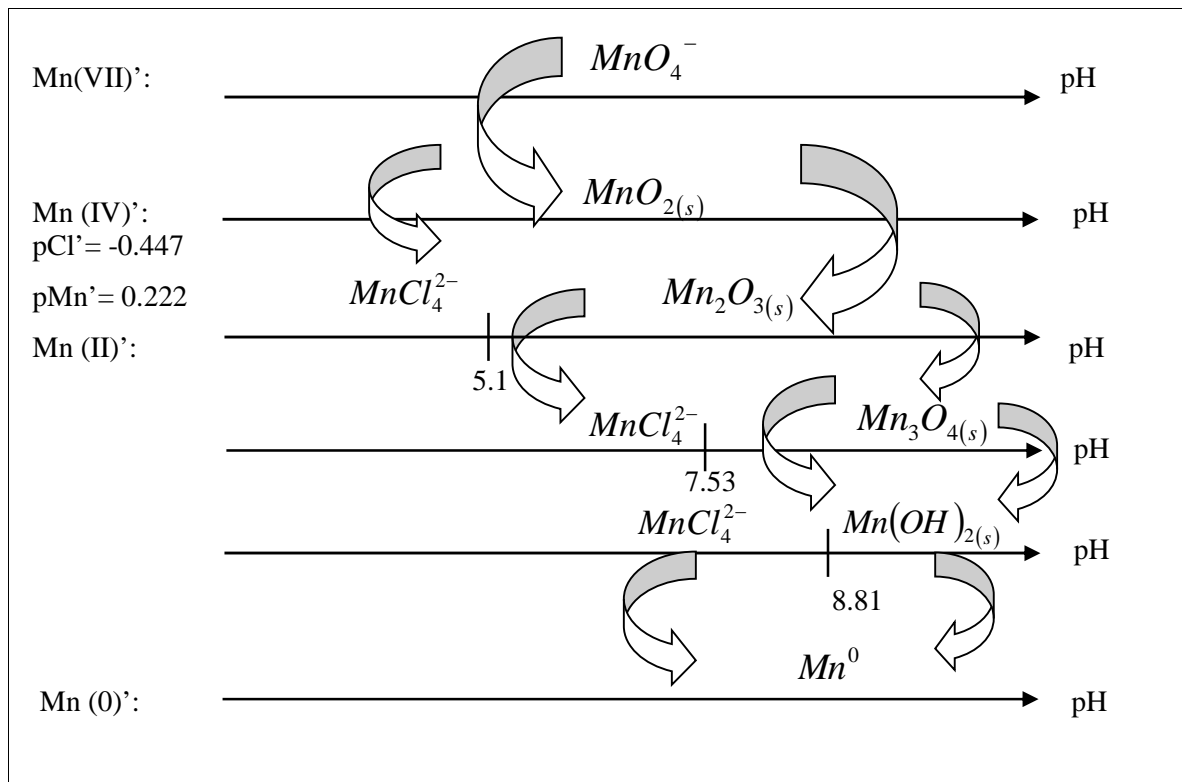 MnO₄⁻
Mn(VII)’: pH
MnO₂₍ₛ₎
Mn (IV)’: pH
pCl’= -0.447
pMn’= 0.222 MnCl₄²⁻ Mn₂O₃₍ₛ₎
Mn (II)’: pH
5.1
MnCl₄²⁻ Mn₃O₄₍ₛ₎
pH
7.53
MnCl₄²⁻ Mn(OH)₂₍ₛ₎
pH
8.81
Mn⁰
Mn (0)’: pH